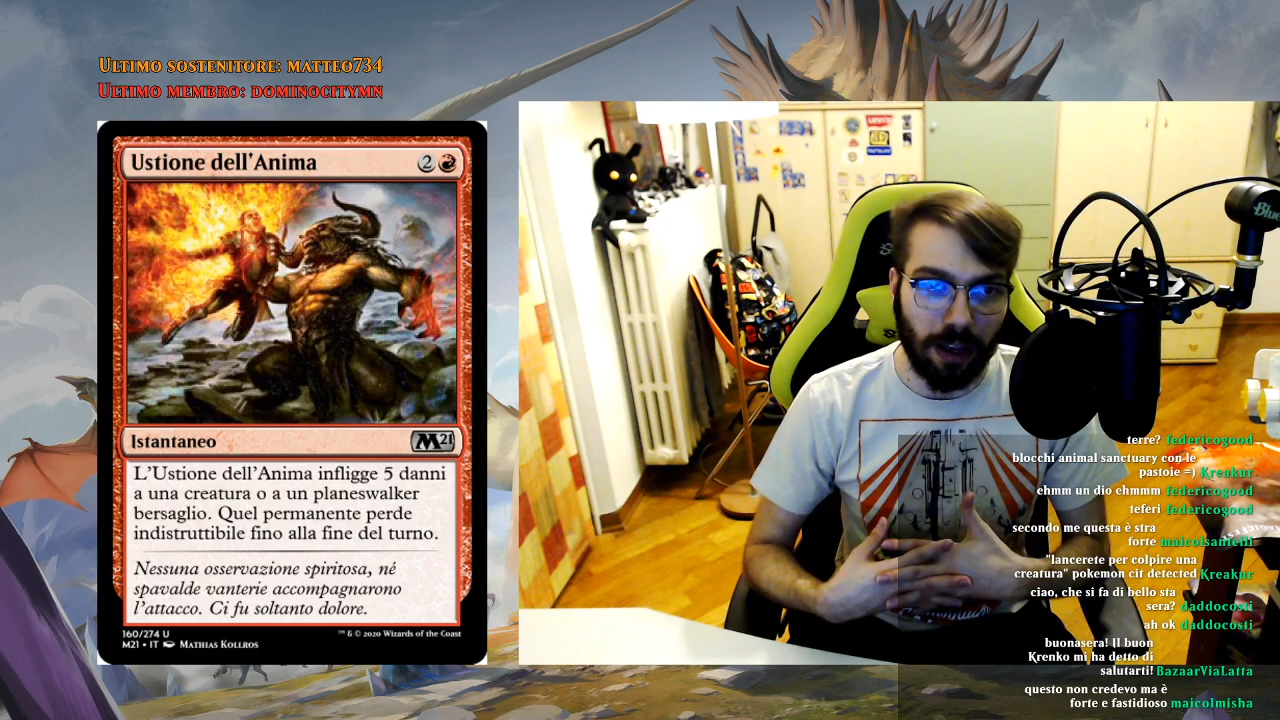 Ultimo sostenitore: matteo734
Ultimo membro: dominocitymn
Ustione dell'Anima 2
Istantaneo
M21
L'Ustione dell'Anima infligge 5 danni
a una creatura o a un planeswalker
bersaglio. Quel permanente perde
indistruttibile fino alla fine del turno.
Nessuna osservazione spiritosa, né
spavalde vanterie accompagnarono
l'attacco. Ci fu soltanto dolore.
160/274 U
M21 • IT Mathias Kollros
™ & © 2020 Wizards of the Coast
Blu
terre? federicogood
blocchi animal sanctuary con le
pastoie =) Kreakur
ehmm un dio ehmmm federicogood
teferi federicogood
secondo me questa è stra
forte maicolsantelli
"lancerete per colpire una
creatura" pokemon cit detected Kreakur
ciao, che si fa di bello sta
sera? daddocosti
ah ok daddocosti
buonasera! Il buon
Krenko mi ha detto di
salutarti! BazaarViaLatta
questo non credevo ma è
forte e fastidioso maicolmisha